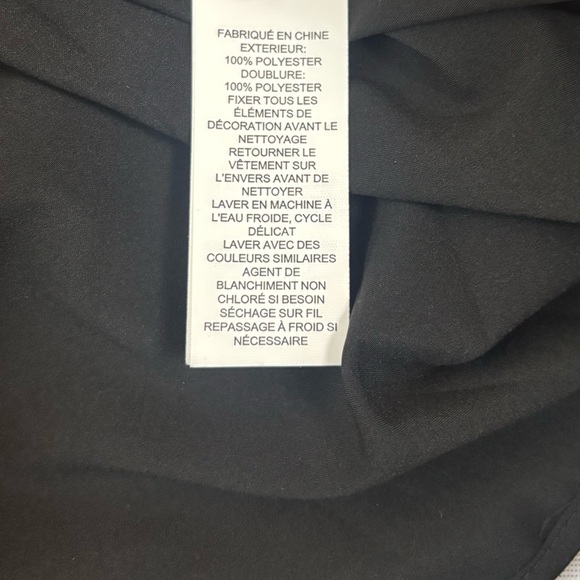 FABRIQUÉ EN CHINE
EXTERIEUR:
100% POLYESTER
DOUBLURE:
100% POLYESTER
FIXER TOUS LES
ÉLÉMENTS DE
DÉCORATION AVANT LE
NETTOYAGE
RETOURNER LE
VÊTEMENT SUR
L'ENVERS AVANT DE
NETTOYER
LAVER EN MACHINE À
L'EAU FROIDE, CYCLE
DÉLICAT
LAVER AVEC DES
COULEURS SIMILAIRES
AGENT DE
BLANCHIMENT NON
CHLORÉ SI BESOIN
SÉCHAGE SUR FIL
REPASSAGE À FROID SI
NÉCESSAIRE